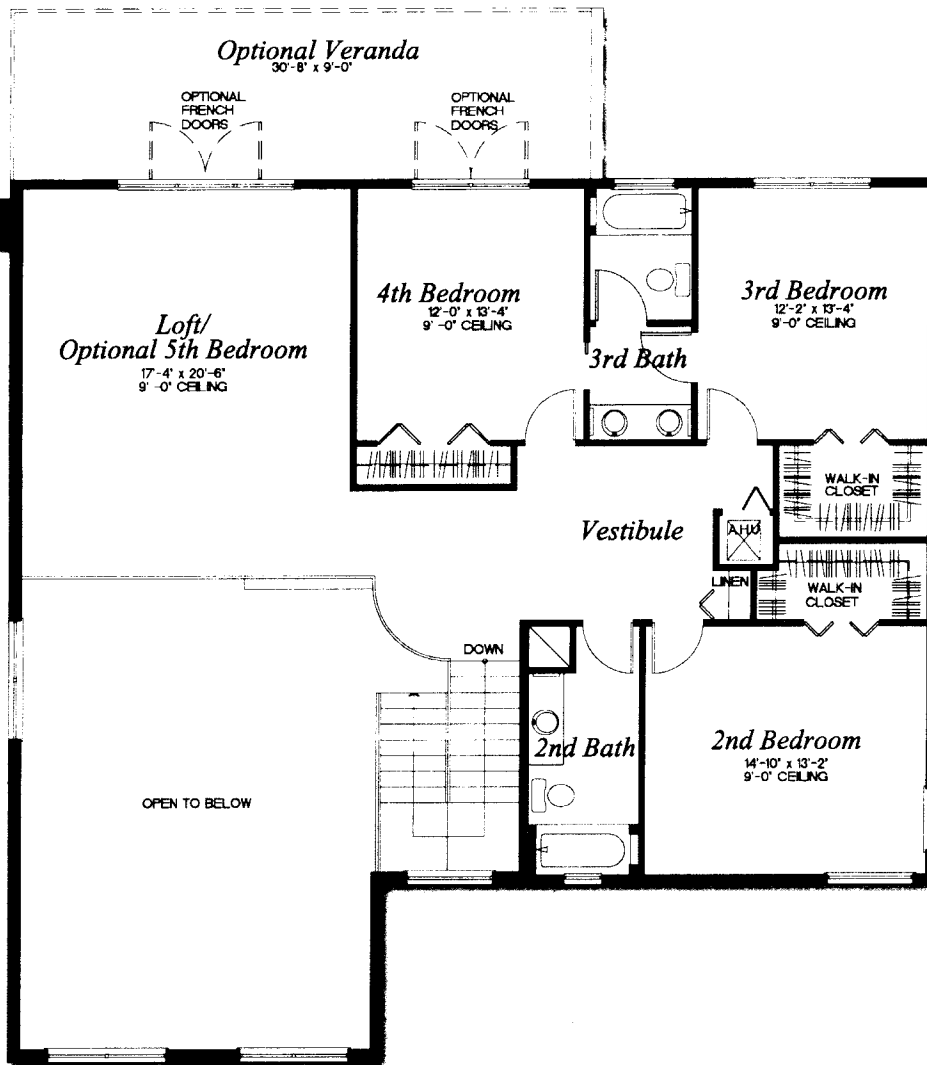 Optional Veranda
30'-8" x 9'-0"
OPTIONAL
FRENCH
DOORS
OPTIONAL
FRENCH
DOORS
4th Bedroom
12'-0" x 13'-4"
9'-0" CEILING
3rd Bedroom
12'-2" x 13'-4"
9'-0" CEILING
Loft/
Optional 5th Bedroom
17'-4" x 20'-6"
9'-0" CEILING
3rd Bath
WALK-IN
CLOSET
Vestibule
A.H.U.
LINEN
WALK-IN
CLOSET
DOWN
2nd Bath
2nd Bedroom
14'-10" x 13'-2"
9'-0" CEILING
OPEN TO BELOW